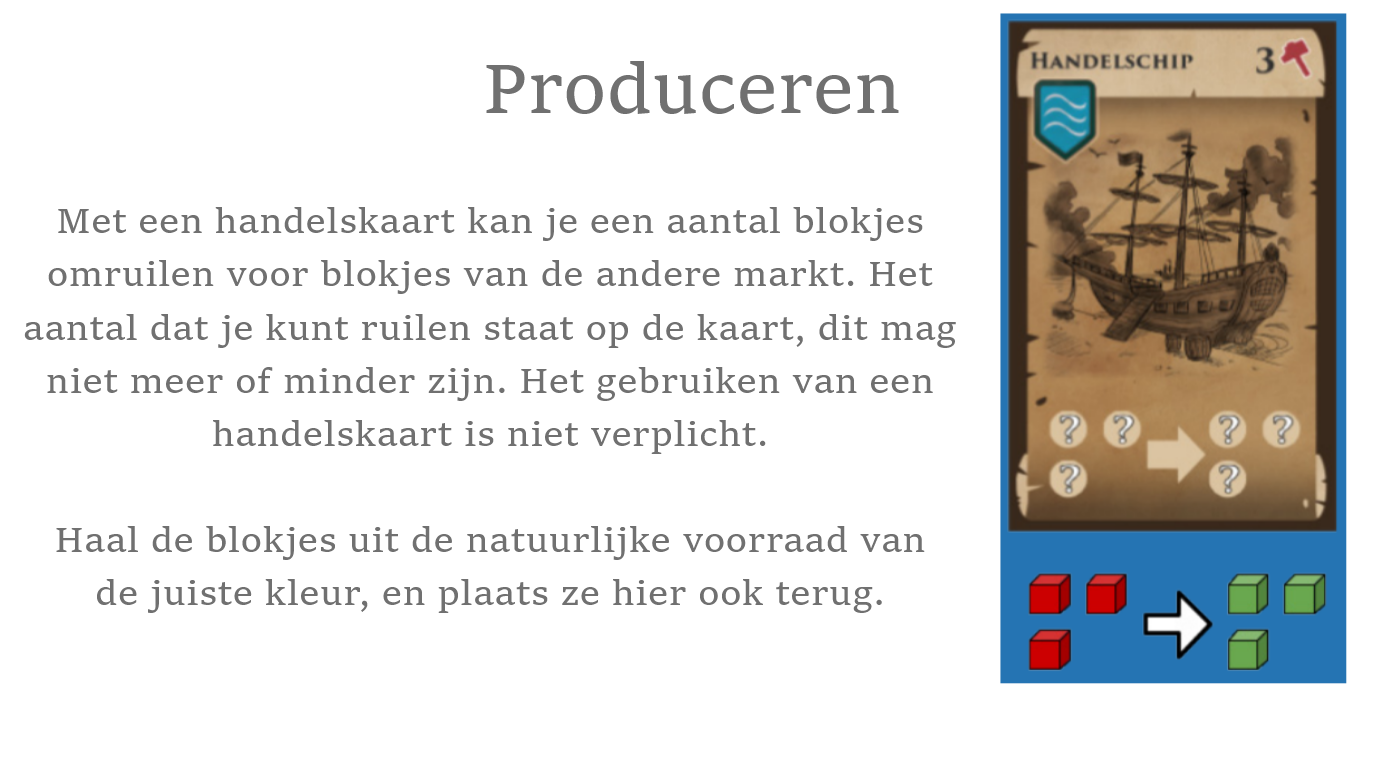 Produceren
Met een handelskaart kan je een aantal blokjes
omruilen voor blokjes van de andere markt. Het
aantal dat je kunt ruilen staat op de kaart, dit mag
niet meer of minder zijn. Het gebruiken van een
handelskaart is niet verplicht.
Haal de blokjes uit de natuurlijke voorraad van
de juiste kleur, en plaats ze hier ook terug.
Handelschip 3
? ? ? ?
? ?